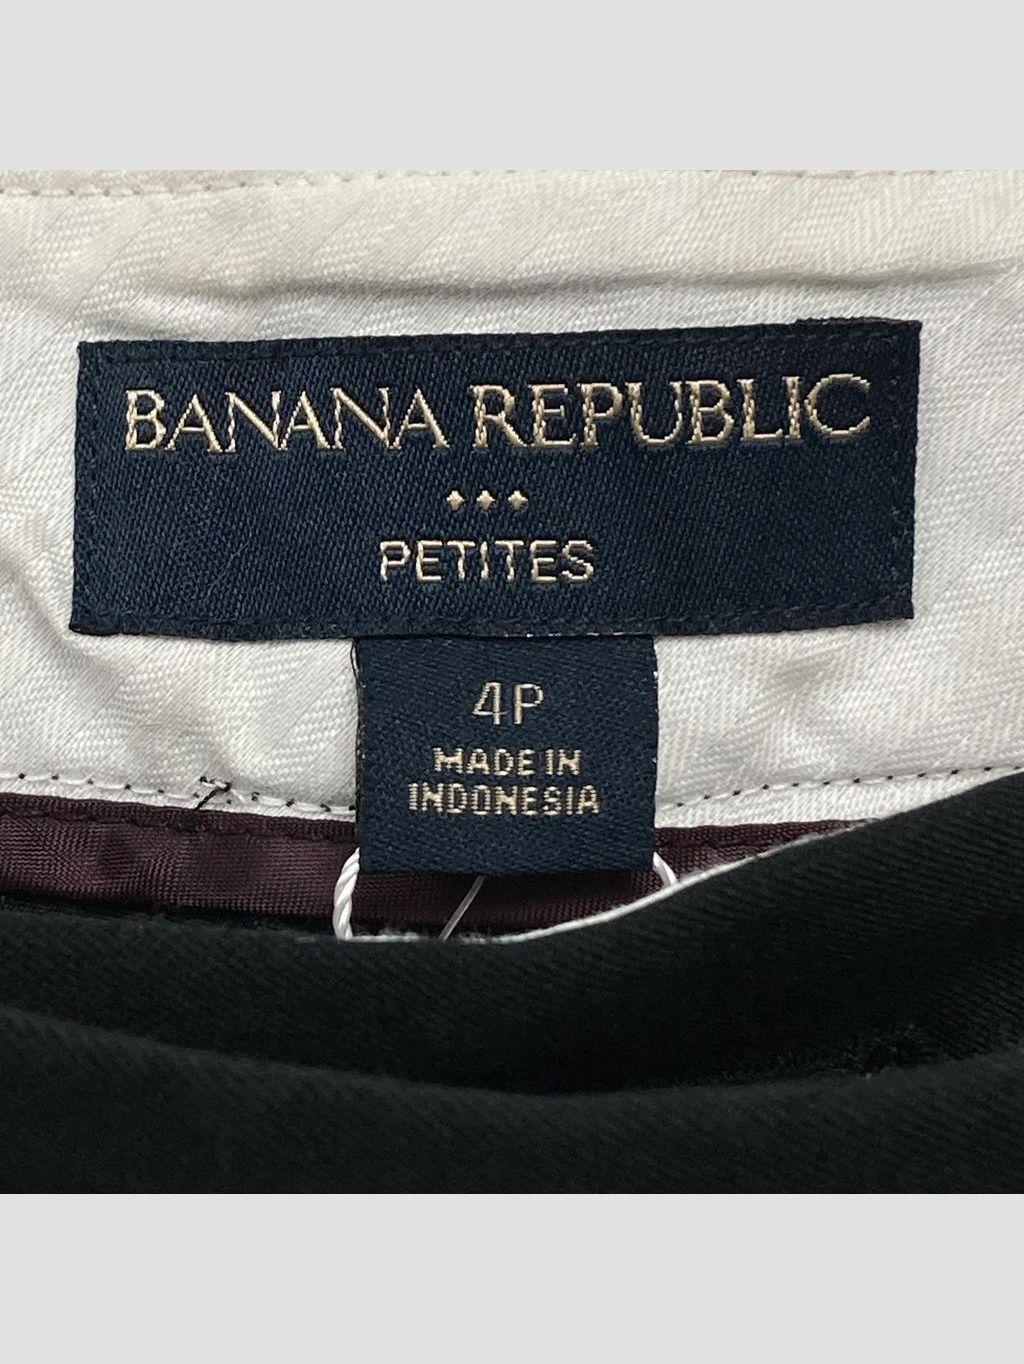 BANANA REPUBLIC
PETITES
4P
MADE IN
INDONESIA